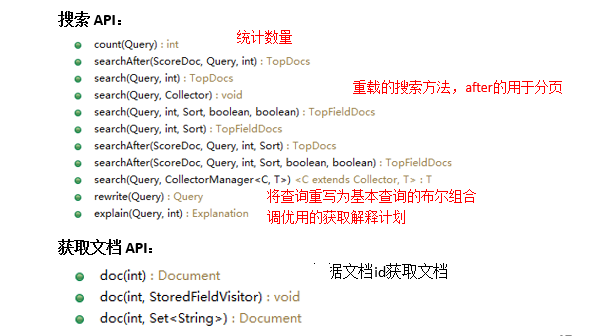 搜索 API：
count(Query) : int 统计数量
searchAfter(ScoreDoc, Query, int) : TopDocs
search(Query, int) : TopDocs 重载的搜索方法，after的用于分页
search(Query, Collector) : void
search(Query, int, Sort, boolean, boolean) : TopFieldDocs
search(Query, int, Sort) : TopFieldDocs
searchAfter(ScoreDoc, Query, int, Sort) : TopDocs
searchAfter(ScoreDoc, Query, int, Sort, boolean, boolean) : TopFieldDocs
search(Query, CollectorManager<C, T>) <C extends Collector, T> : T
rewrite(Query) : Query 将查询重写为基本查询的布尔组合
explain(Query, int) : Explanation 调优用的获取解释计划
获取文档 API：
doc(int) : Document 据文档id获取文档
doc(int, StoredFieldVisitor) : void
doc(int, Set<String>) : Document